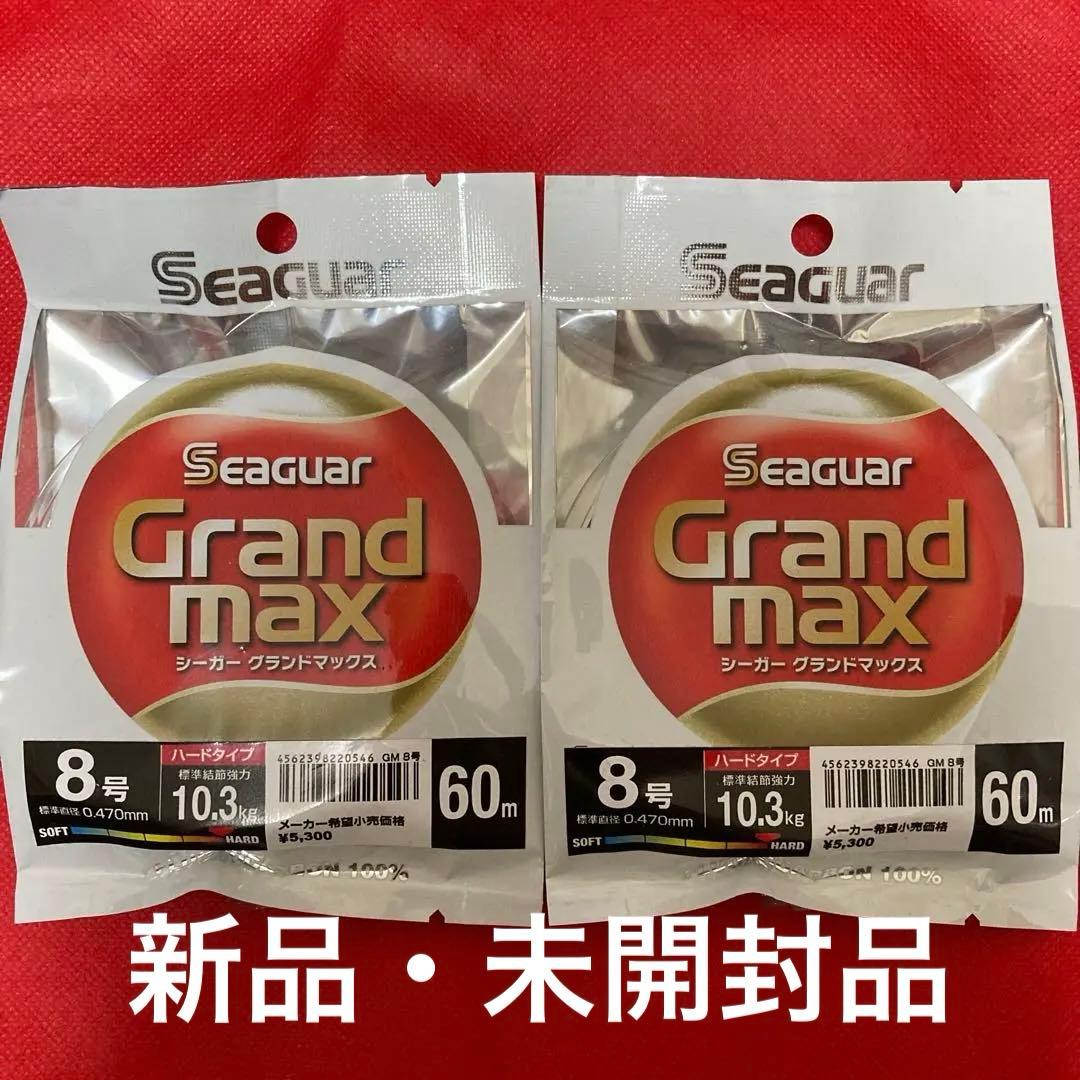 Seaguar
Seaguar
Grand
max
シーガー グランドマックス
8号
標準直径 0.470mm
SOFT
HARD
ハードタイプ
標準結節強力
10.3kg
4562398220546 GM 8号
メーカー希望小売価格
¥5,300
60m
100%
Seaguar
Seaguar
Grand
max
シーガー グランドマックス
8号
標準直径 0.470mm
SOFT
HARD
ハードタイプ
標準結節強力
10.3kg
4562398220546 GM 8号
メーカー希望小売価格
¥5,300
60m
100%
新品・未開封品